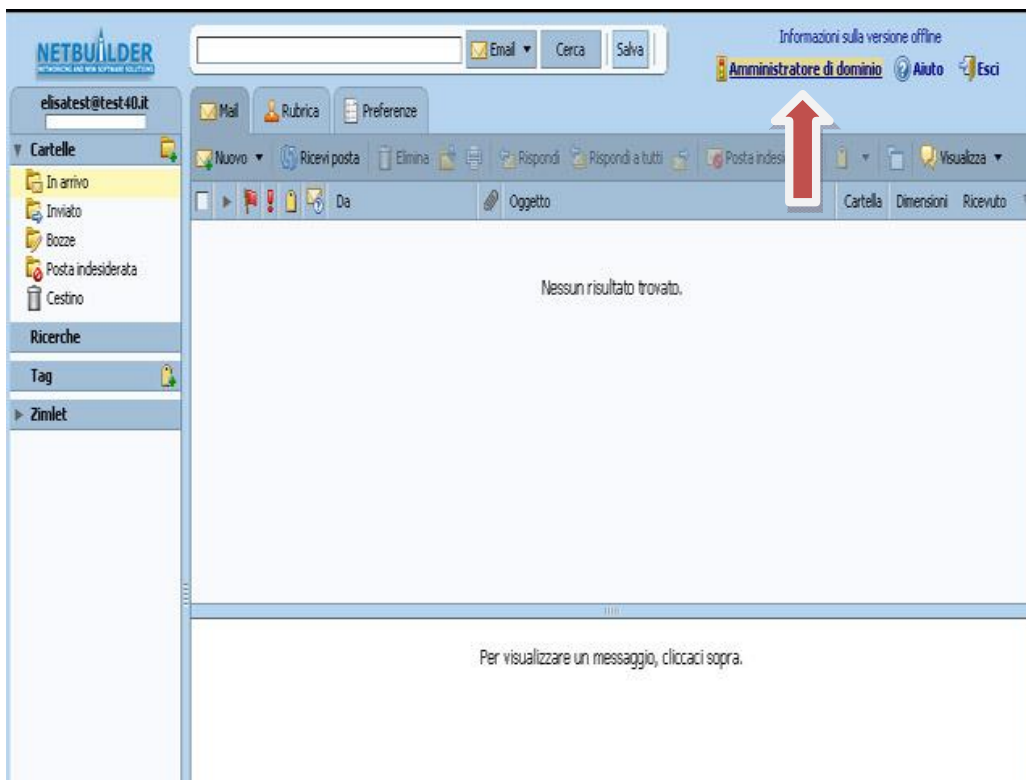 NETBUILDER
Email Cerca Salva
Informazioni sulla versione offline
Amministratore di dominio Aiuto Esci
elisatest@test40.it
Mail Rubrica Preferenze
Cartelle
In arrivo
Inviato
Bozze
Posta indesiderata
Cestino
Ricerche
Tag
Zimlet
Nuovo Ricevi posta Elimina Rispondi Rispondi a tutti Posta Visualizza
Da Oggetto Cartella Dimensioni Ricevuto
Nessun risultato trovato.
Per visualizzare un messaggio, cliccaci sopra.